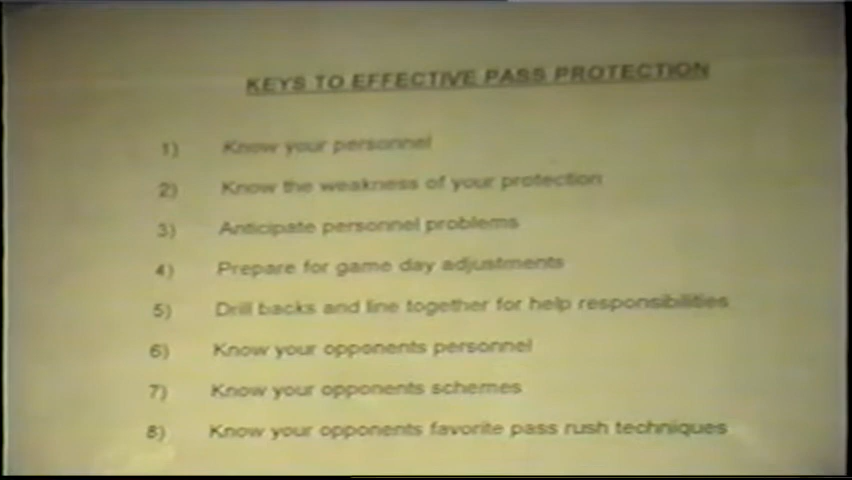 KEYS TO EFFECTIVE PASS PROTECTION
1) Know your personnel
2) Know the weakness of your protection
3) Anticipate personnel problems
4) Prepare for game day adjustments
5) Drill backs and line together for help responsibilities
6) Know your opponents personnel
7) Know your opponents schemes
8) Know your opponents favorite pass rush techniques